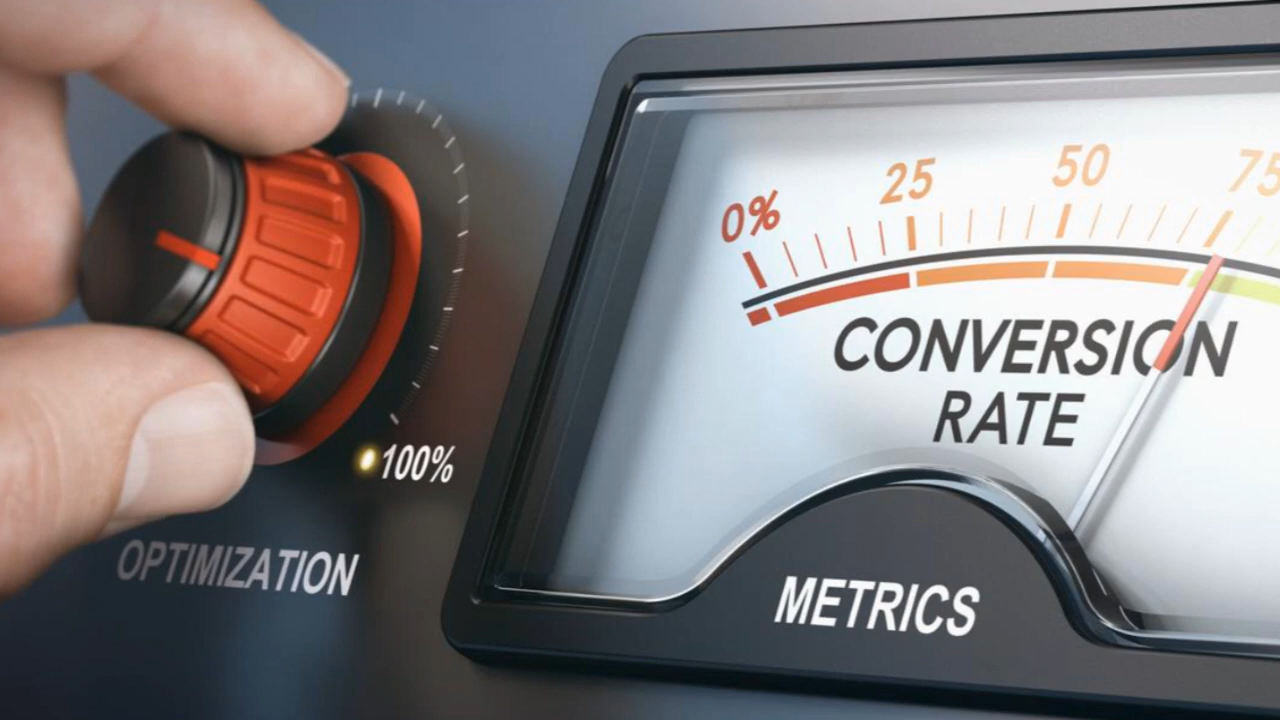 0% 25 50 75
CONVERSION
RATE
100%
OPTIMIZATION
METRICS